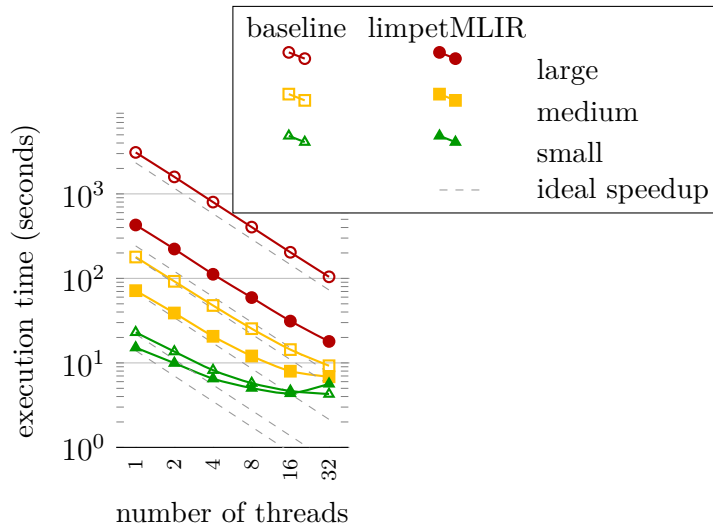 baseline limpetMLIR
large
medium
small
ideal speedup
execution time (seconds)
10^3
10^2
10^1
10^0
1 2 4 8 16 32
number of threads